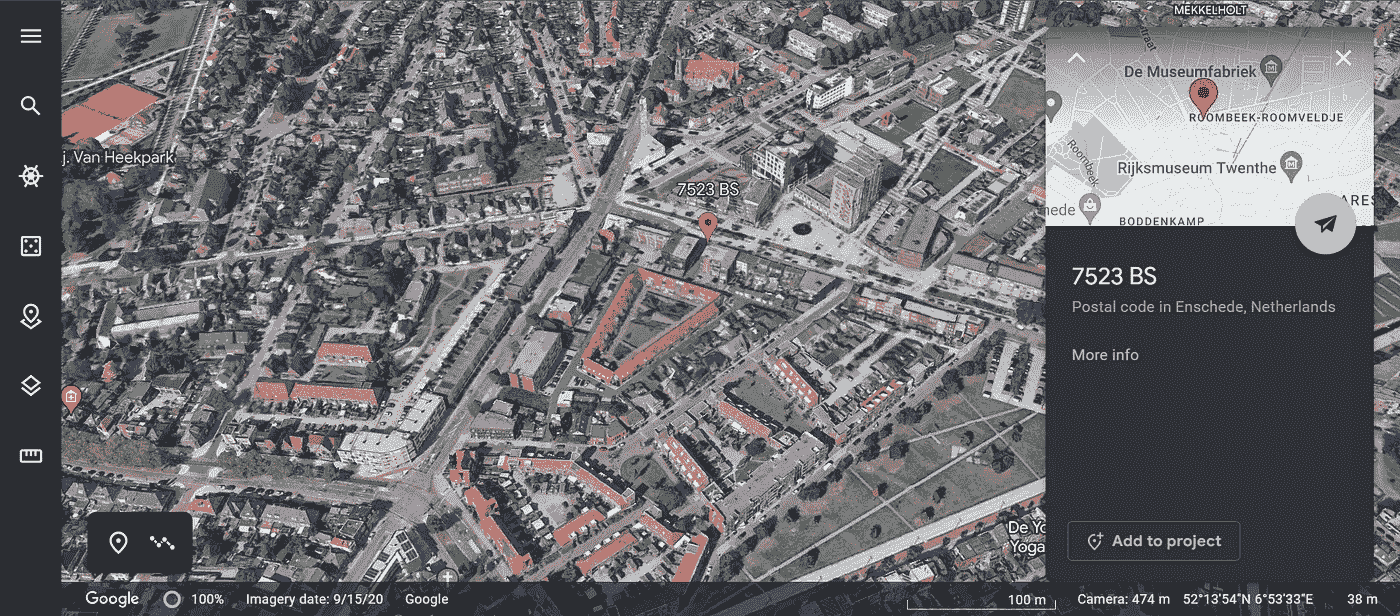 MEKKELHOLT
De Museumfabriek
ROOMBEEK-ROOMVELDJE
j. Van Heekpark
Roombeek
Rijksmuseum Twenthe
7523 BS
nede
ARES
BODDENKAMP
7523 BS
Postal code in Enschede, Netherlands
More info
De Yo
Yoga
Add to project
Google
100%
Imagery date: 9/15/20
Google
100 m
Camera: 474 m
52°13'54"N 6°53'33"E
38 m